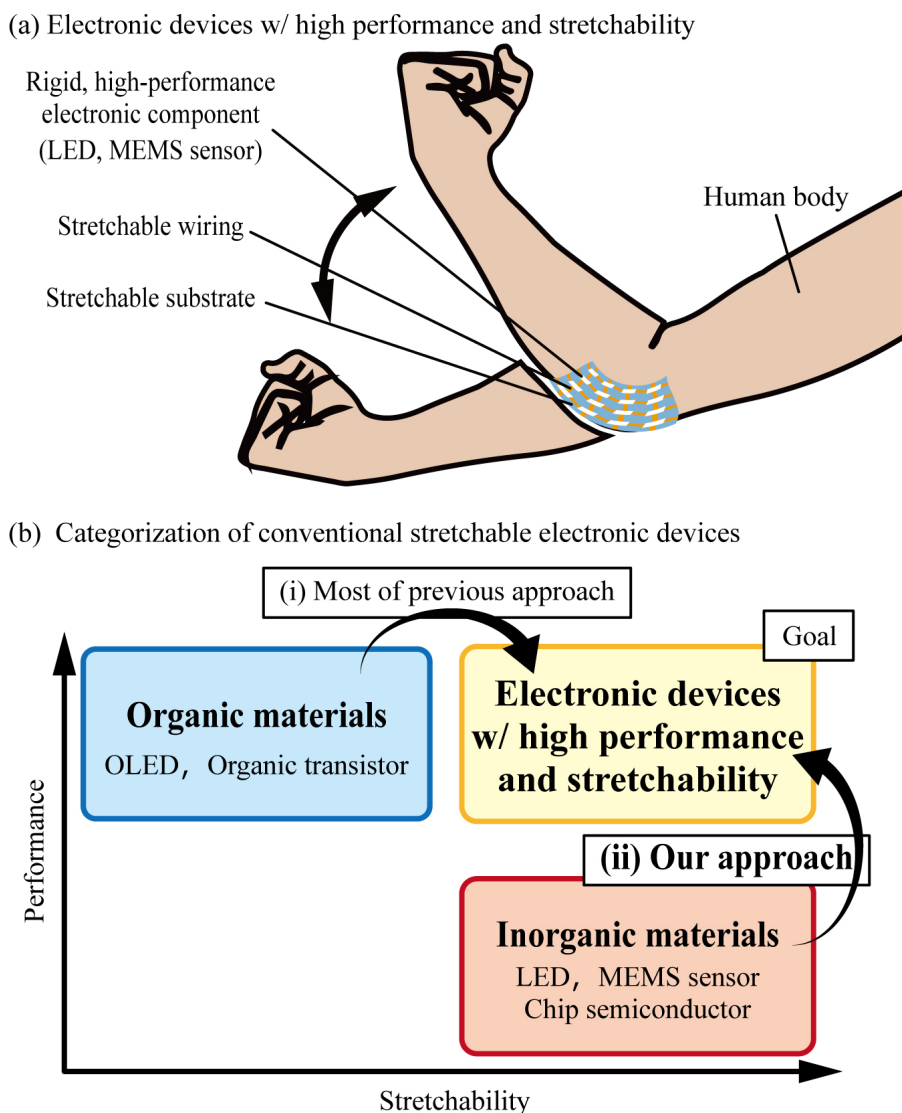 (a) Electronic devices w/ high performance and stretchability
Rigid, high-performance
electronic component
(LED, MEMS sensor)
Human body
Stretchable wiring
Stretchable substrate
(b) Categorization of conventional stretchable electronic devices
(i) Most of previous approach
Goal
Organic materials
OLED, Organic transistor
Electronic devices
w/ high performance
and stretchability
(ii) Our approach
Inorganic materials
LED, MEMS sensor
Chip semiconductor
Performance
Stretchability